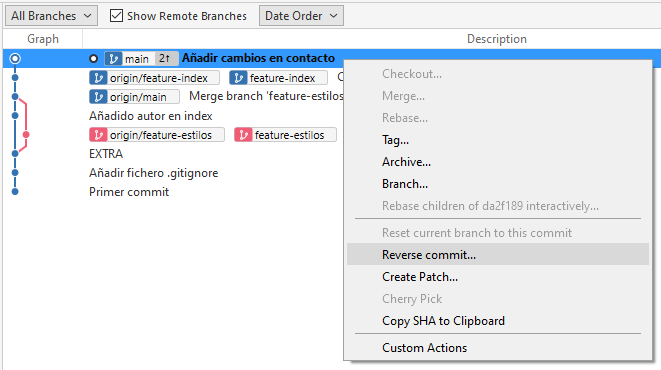 All Branches Show Remote Branches Date Order
Graph Description
main 2↑ Añadir cambios en contacto
origin/feature-index feature-index
origin/main Merge branch 'feature-estilos
Añadido autor en index
origin/feature-estilos feature-estilos
EXTRA
Añadir fichero .gitignore
Primer commit
Checkout...
Merge...
Rebase...
Tag...
Archive...
Branch...
Rebase children of da2f189 interactively...
Reset current branch to this commit
Reverse commit...
Create Patch...
Cherry Pick
Copy SHA to Clipboard
Custom Actions